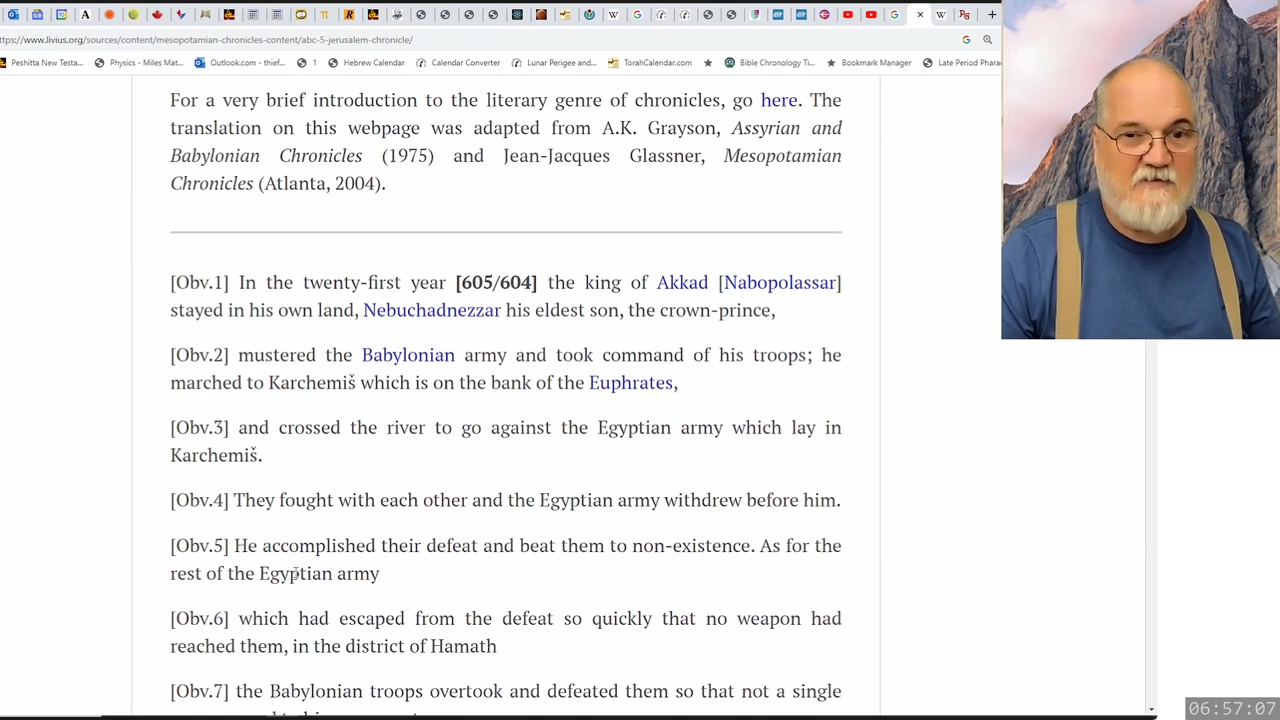 ttps://www.livius.org/sources/content/mesopotamian-chronicles-content/abc-5-jerusalem-chronicle/
Peshitta New Testa... Physics - Miles Mat... Outlook.com - thief... 1 Hebrew Calendar Calendar Converter Lunar Perigee and... TorahCalendar.com Bible Chronology Ti... Bookmark Manager Late Period Phara
For a very brief introduction to the literary genre of chronicles, go here. The
translation on this webpage was adapted from A.K. Grayson, Assyrian and
Babylonian Chronicles (1975) and Jean-Jacques Glassner, Mesopotamian
Chronicles (Atlanta, 2004).
[Obv.1] In the twenty-first year [605/604] the king of Akkad [Nabopolassar]
stayed in his own land, Nebuchadnezzar his eldest son, the crown-prince,
[Obv.2] mustered the Babylonian army and took command of his troops; he
marched to Karchemiš which is on the bank of the Euphrates,
[Obv.3] and crossed the river to go against the Egyptian army which lay in
Karchemiš.
[Obv.4] They fought with each other and the Egyptian army withdrew before him.
[Obv.5] He accomplished their defeat and beat them to non-existence. As for the
rest of the Egyptian army
[Obv.6] which had escaped from the defeat so quickly that no weapon had
reached them, in the district of Hamath
[Obv.7] the Babylonian troops overtook and defeated them so that not a single
06:57:07